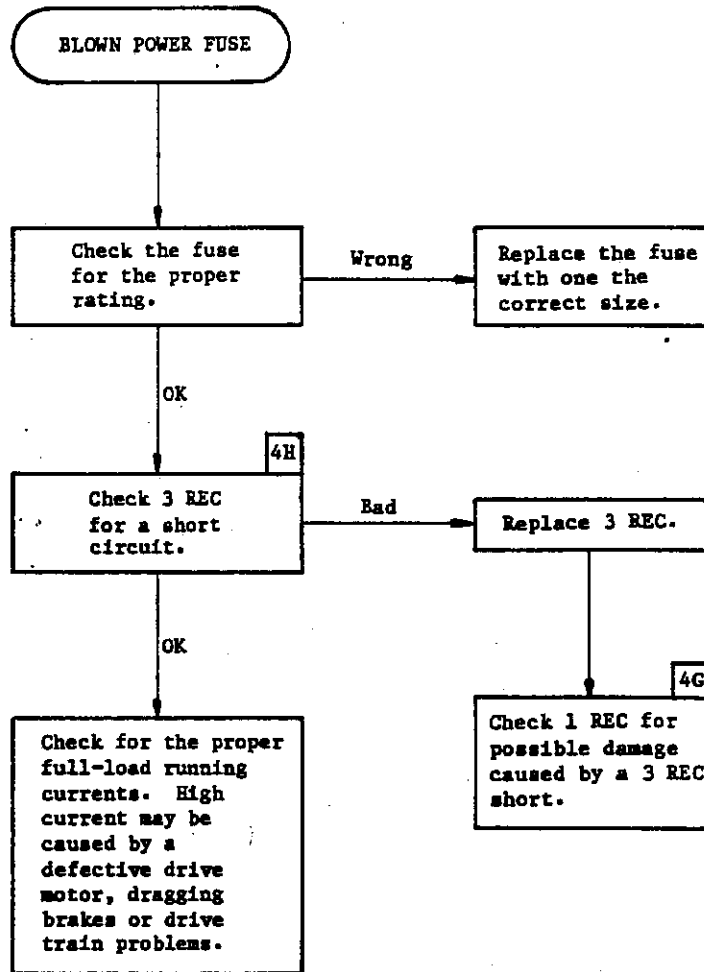 BLOWN POWER FUSE
Check the fuse
for the proper
rating.
Wrong
Replace the fuse
with one the
correct size.
OK
4H
Check 3 REC
for a short
circuit.
Bad
Replace 3 REC.
OK
4G
Check 1 REC for
possible damage
caused by a 3 REC
short.
Check for the proper
full-load running
currents. High
current may be
caused by a
defective drive
motor, dragging
brakes or drive
train problems.